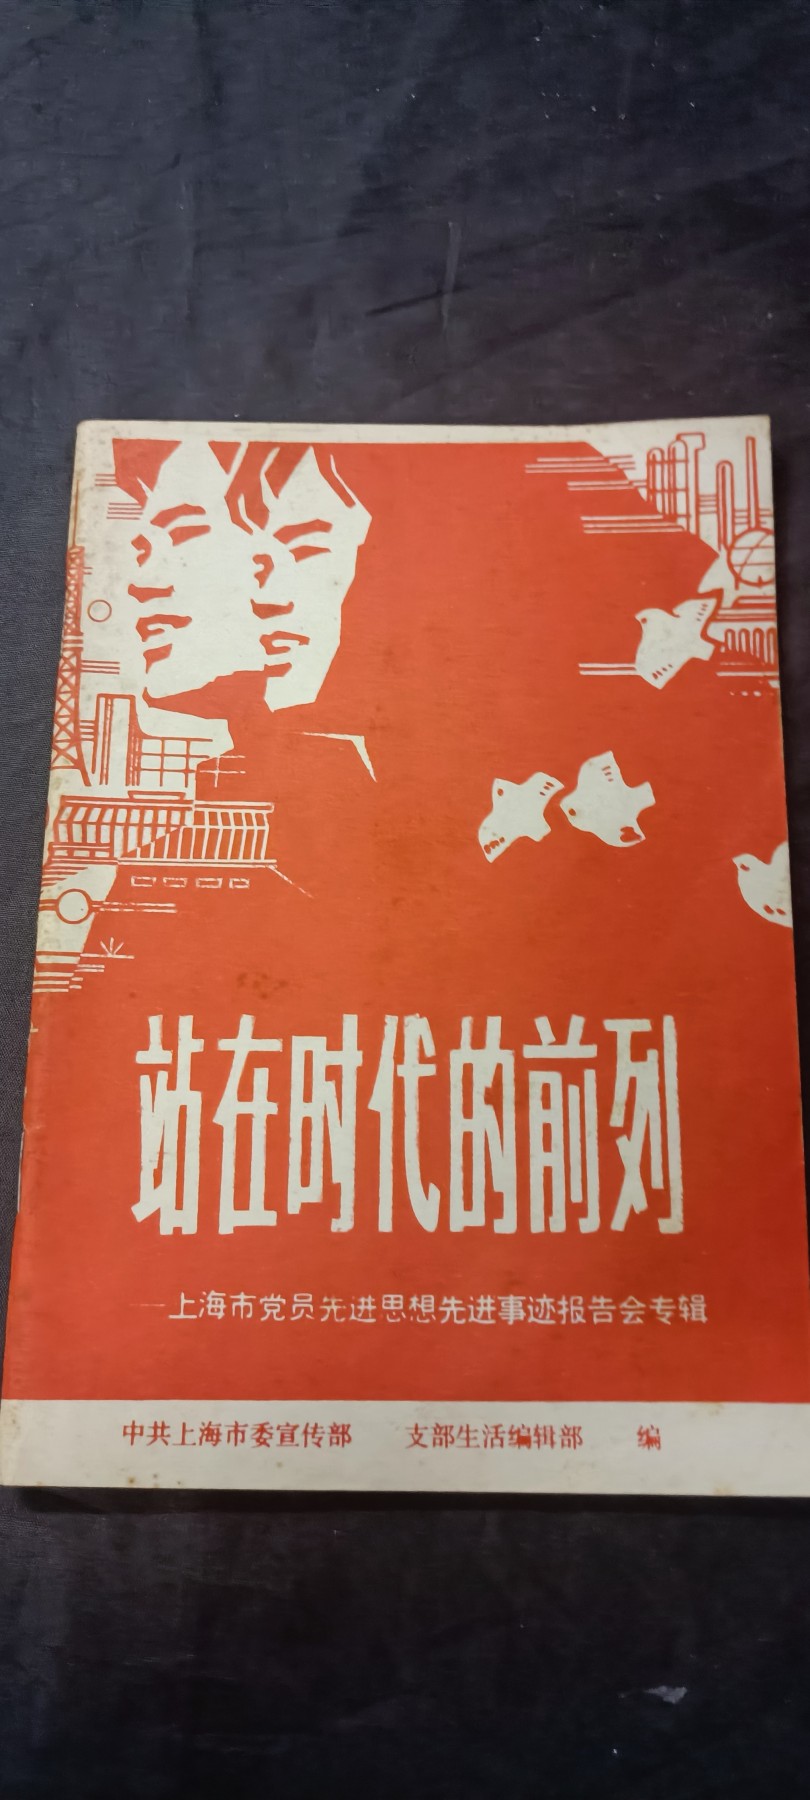 站在时代的前列
——上海市党员先进思想先进事迹报告会专辑
中共上海市委宣传部 支部生活编辑部 编